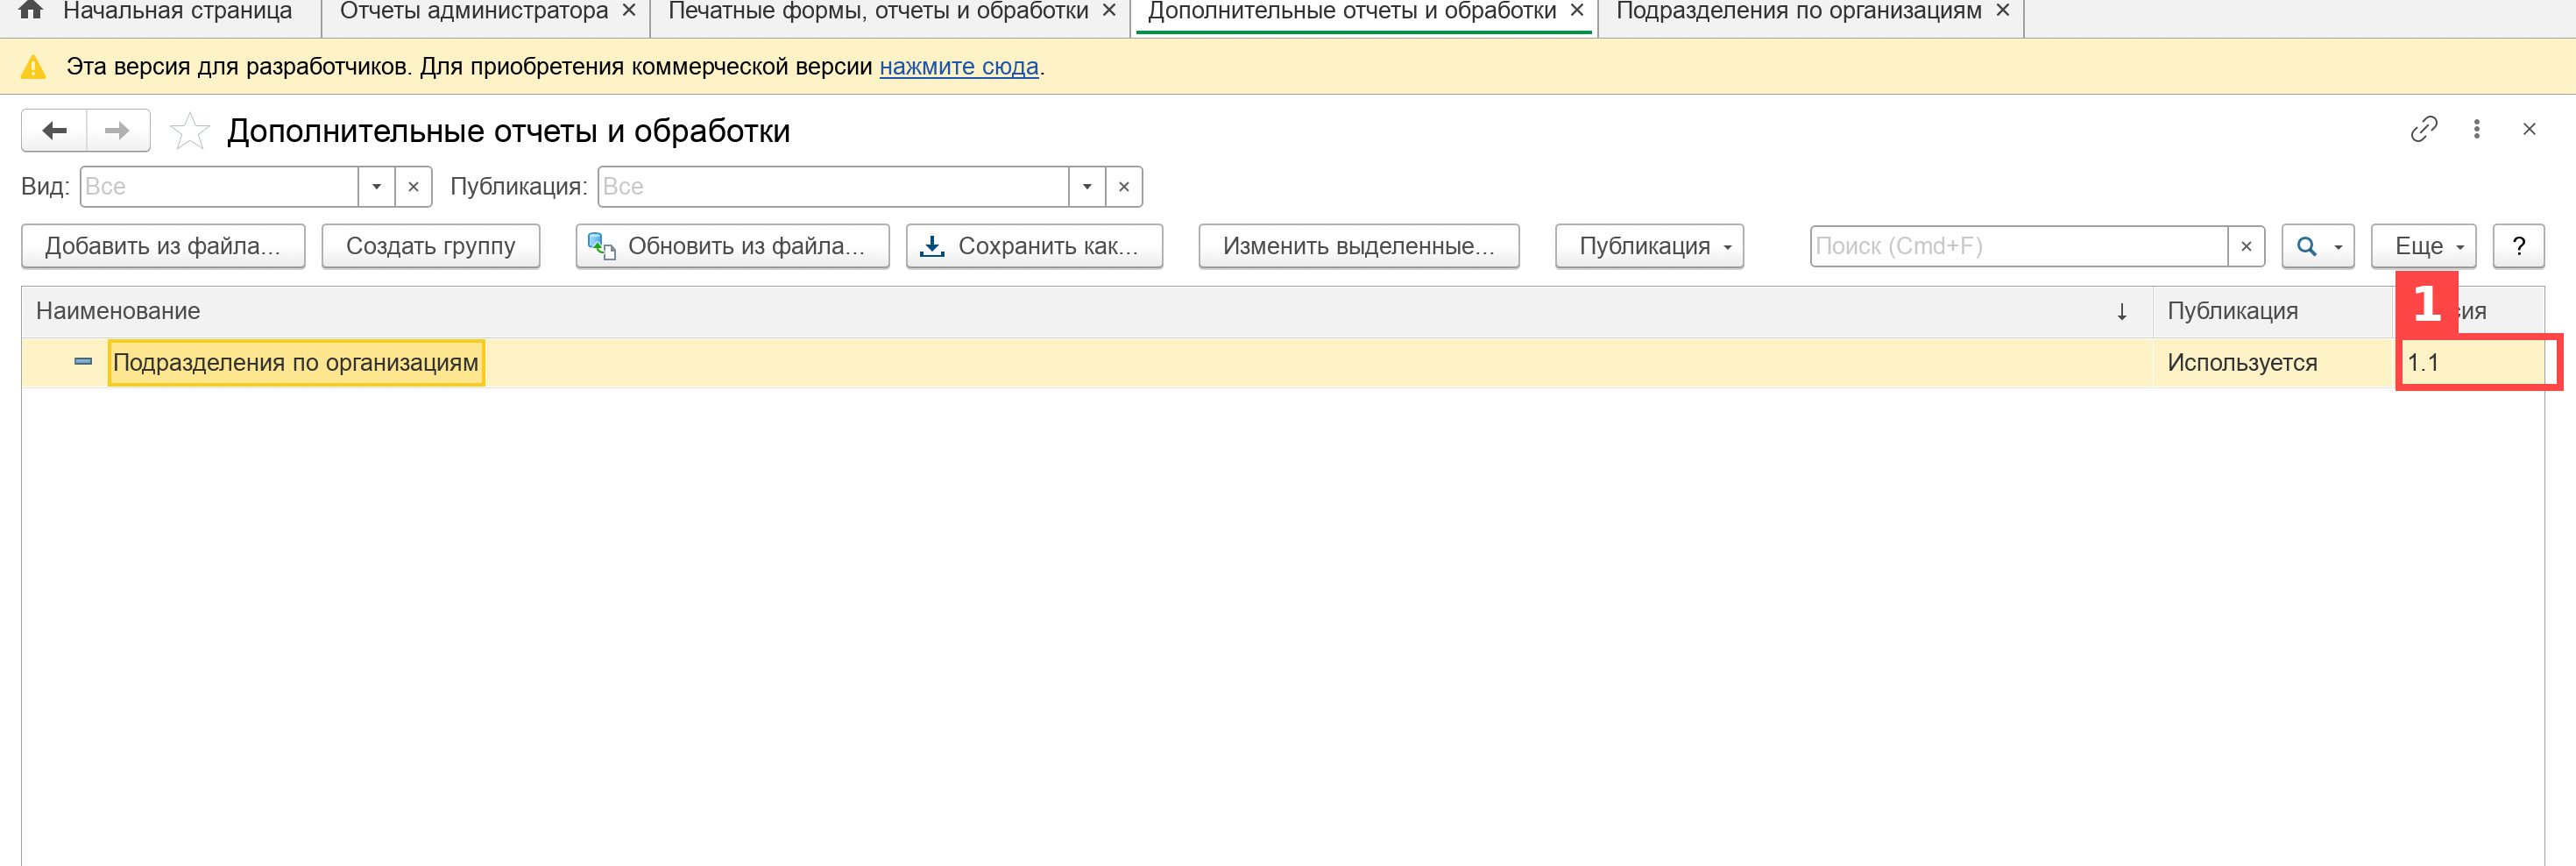 Начальная страница Отчеты администратора × Печатные формы, отчеты и обработки × Дополнительные отчеты и обработки × Подразделения по организациям ×
Эта версия для разработчиков. Для приобретения коммерческой версии нажмите сюда.
Дополнительные отчеты и обработки
Вид: Все Публикация: Все
Добавить из файла... Создать группу Обновить из файла... Сохранить как... Изменить выделенные... Публикация Поиск (Cmd+F) Еще ?
Наименование ↓ Публикация 1 сия
Подразделения по организациям Используется 1.1